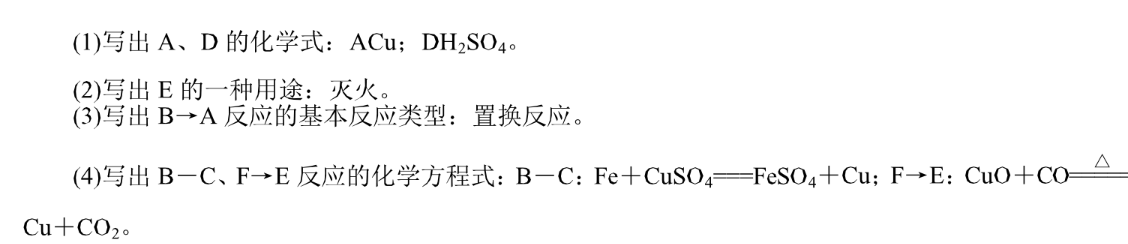 (1)写出 A、D 的化学式：ACu；DH₂SO₄。
(2)写出 E 的一种用途：灭火。
(3)写出 B→A 反应的基本反应类型：置换反应。
(4)写出 B－C、F→E 反应的化学方程式：B－C：Fe＋CuSO₄══FeSO₄＋Cu；F→E：CuO＋CO══△
Cu＋CO₂。